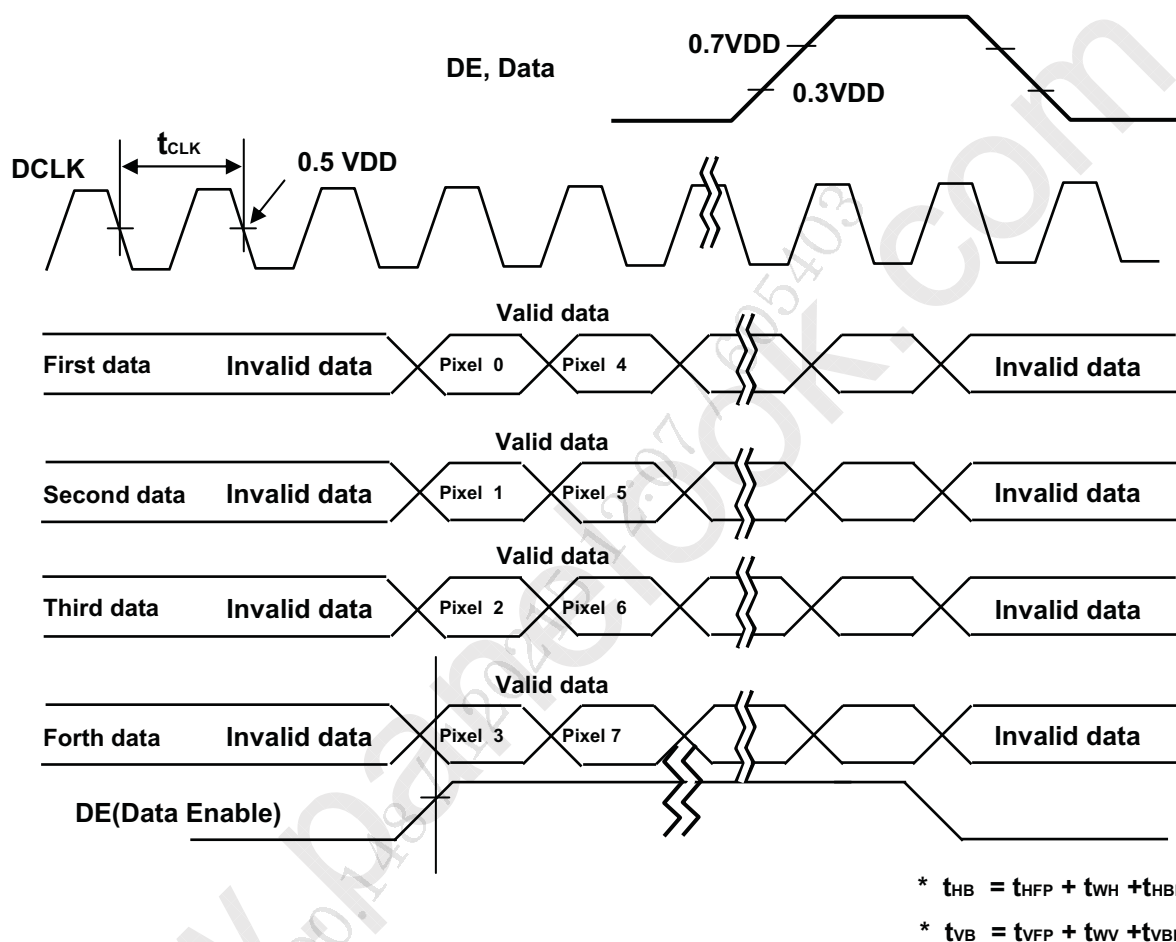 0.7VDD
DE, Data
0.3VDD
tCLK
0.5 VDD
DCLK
Valid data
First data Invalid data Pixel 0 Pixel 4 Invalid data
Valid data
Second data Invalid data Pixel 1 Pixel 5 Invalid data
Valid data
Third data Invalid data Pixel 2 Pixel 6 Invalid data
Valid data
Forth data Invalid data Pixel 3 Pixel 7 Invalid data
DE(Data Enable)
* tHB = tHFP + tWH +tHB
* tVB = tVFP + tWV +tVB